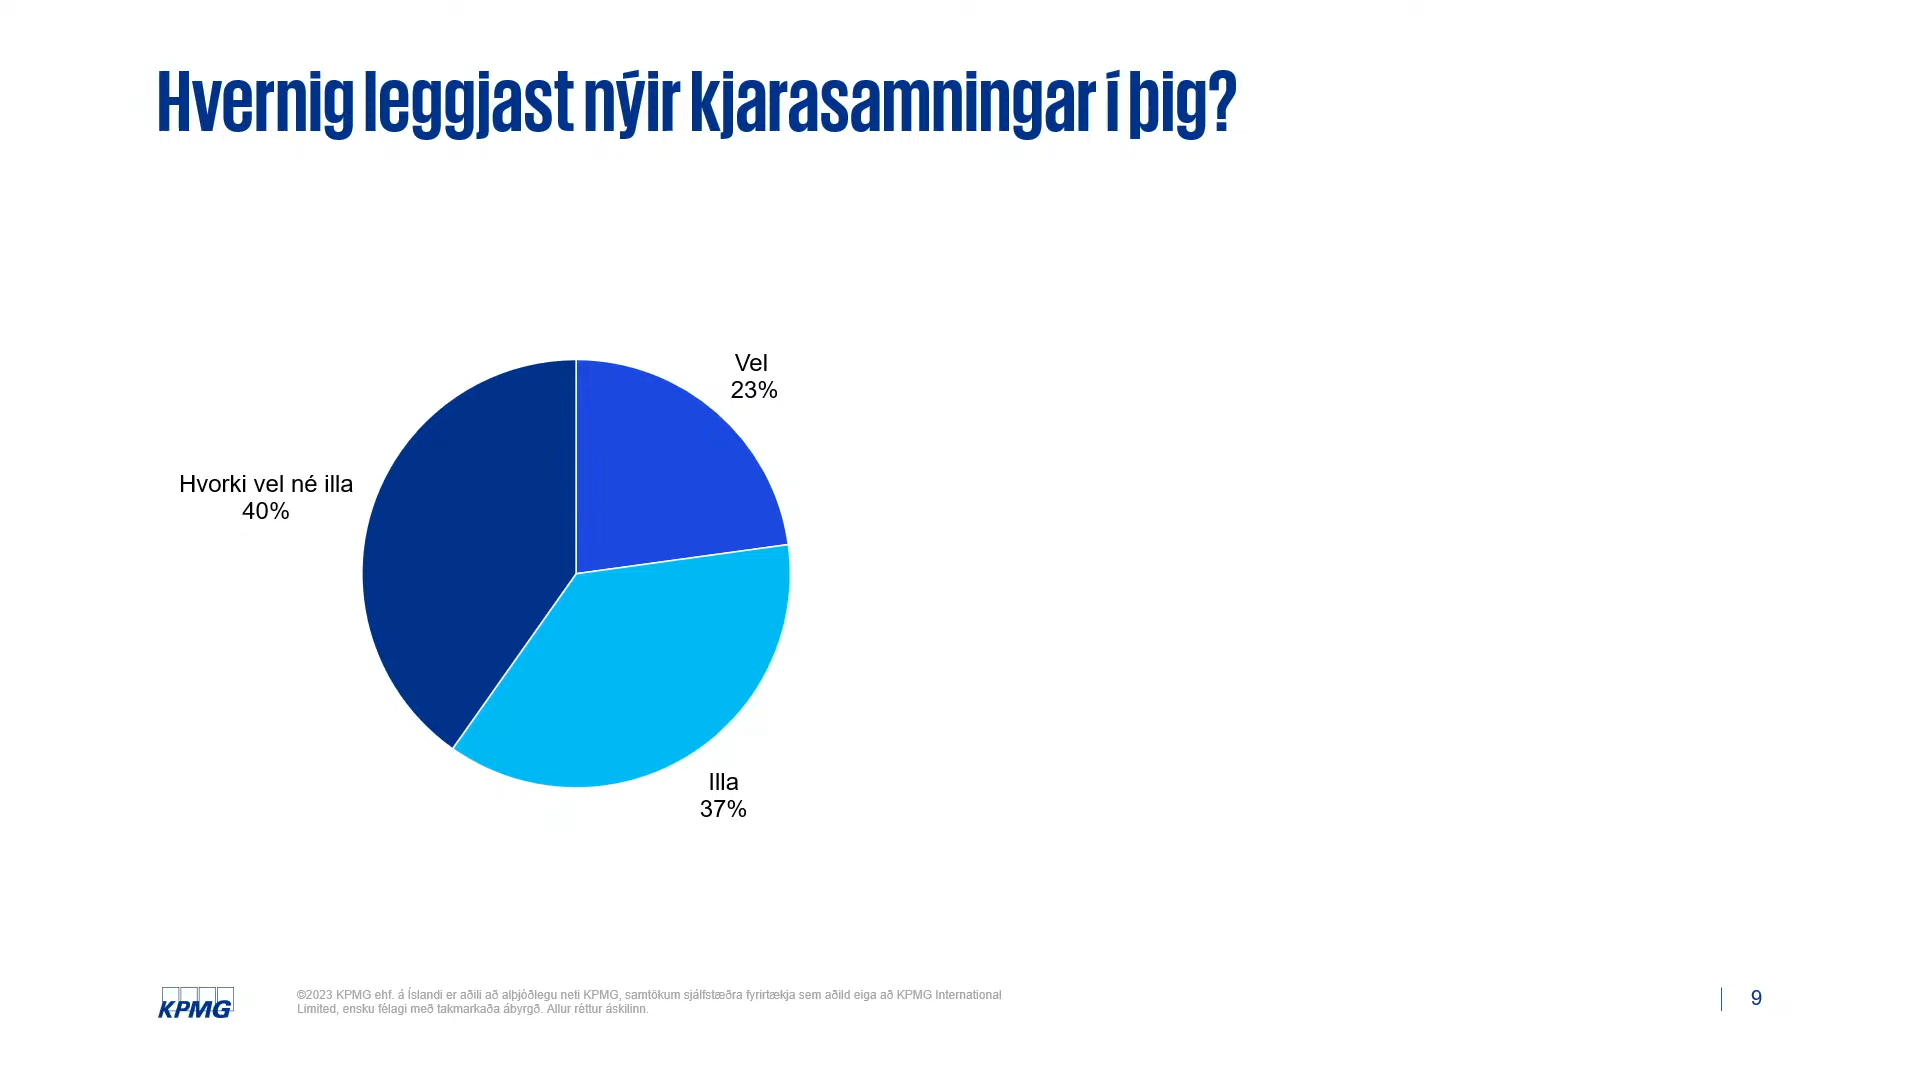 Hvernig leggjast nýir kjarasamningar í þig?
Vel
23%
Hvorki vel né illa
40%
Illa
37%
KPMG
©2023 KPMG ehf. á Íslandi er aðili að alþjóðlegu neti KPMG, samtökum sjálfstæðra fyrirtækja sem aðild eiga að KPMG International
Limited, ensku félagi með takmarkaða ábyrgð. Allur réttur áskilinn.
9